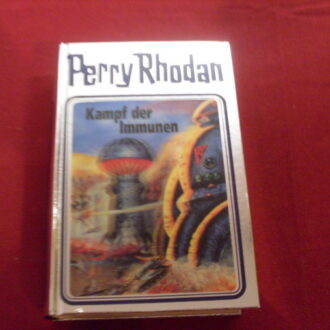 Perry Rhodan
Kampf der
Immunen